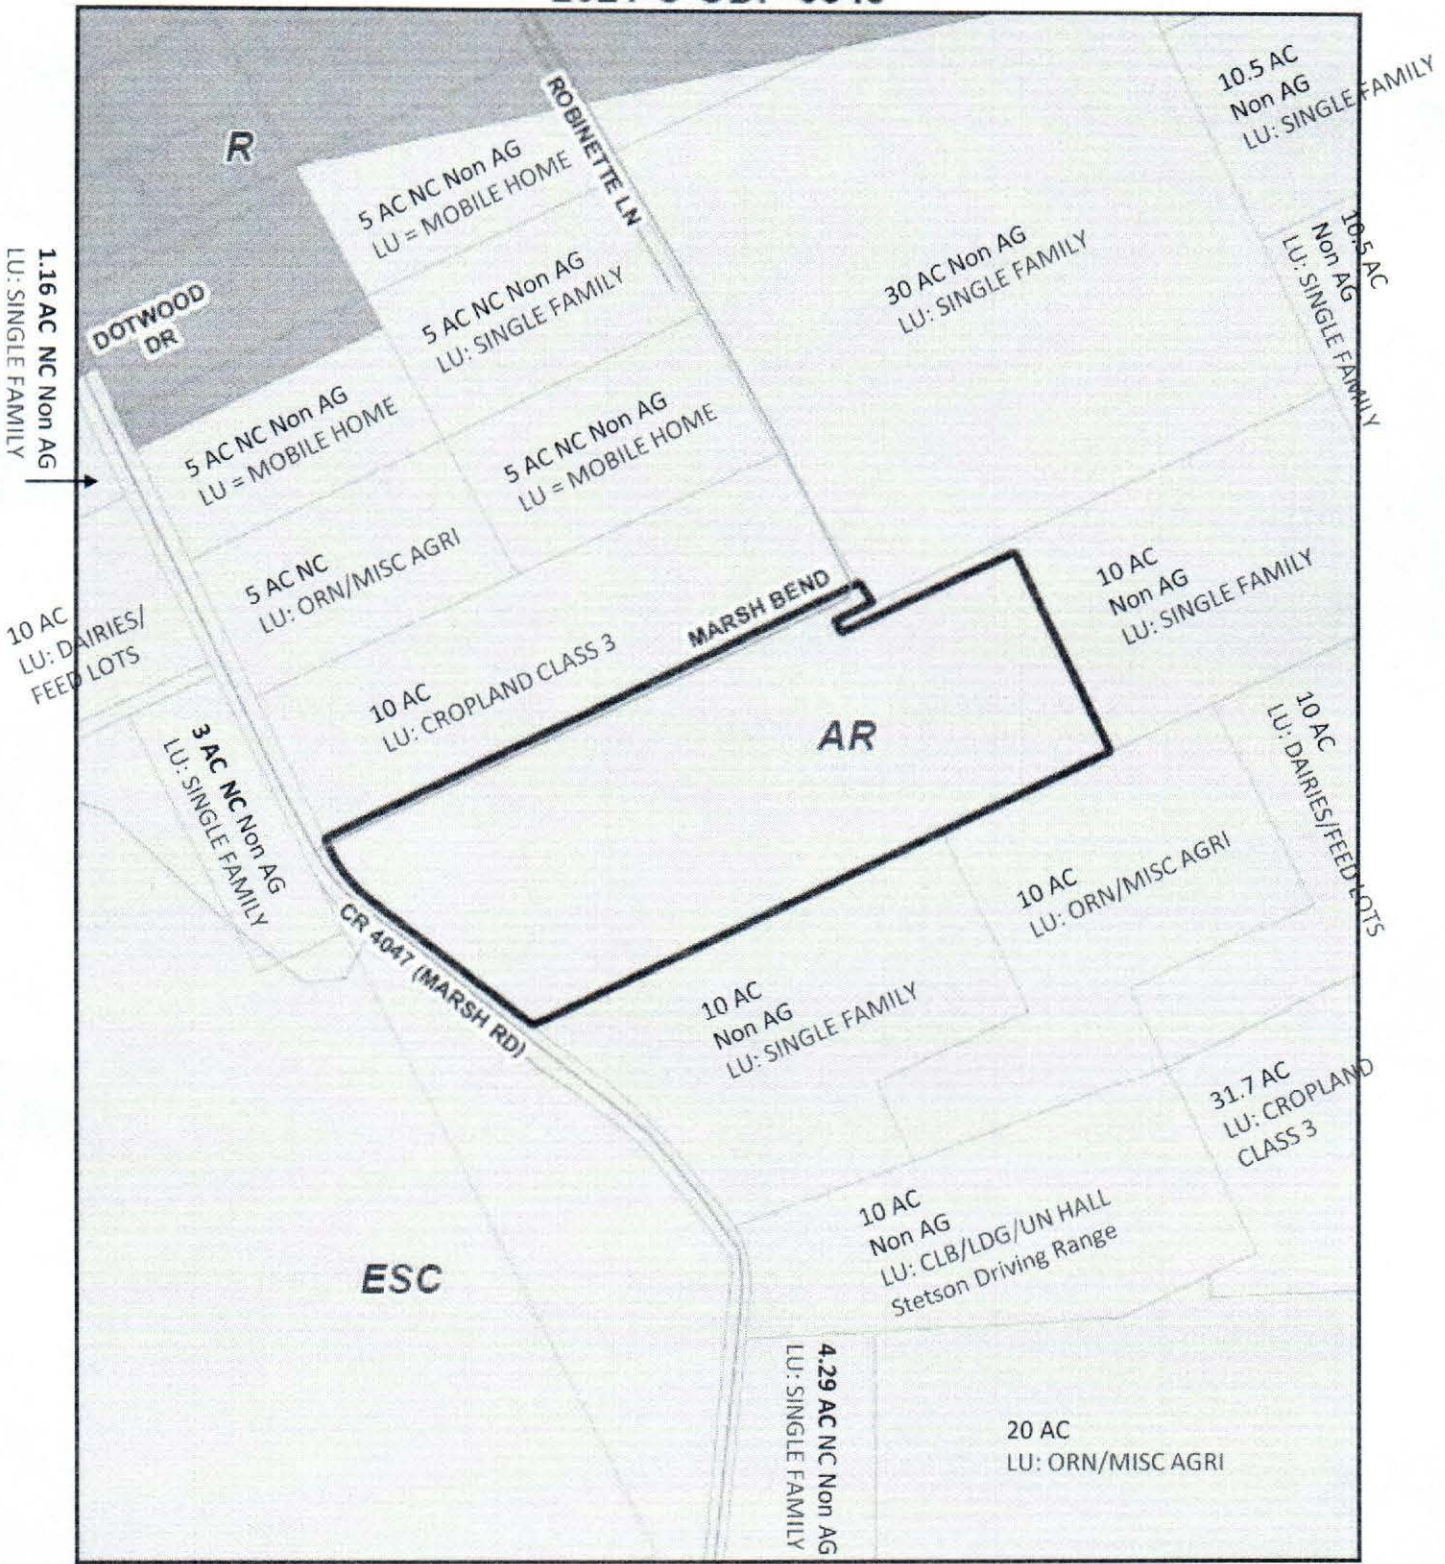 R
ROBINETTE LN
10.5 AC
Non AG
LU: SINGLE FAMILY
5 AC NC Non AG
LU = MOBILE HOME
10.5 AC
Non AG
LU: SINGLE FAMILY
1.16 AC NC Non AG
LU: SINGLE FAMILY
DOTWOOD
DR
5 AC NC Non AG
LU: SINGLE FAMILY
30 AC Non AG
LU: SINGLE FAMILY
5 AC NC Non AG
LU = MOBILE HOME
5 AC NC Non AG
LU = MOBILE HOME
5 AC NC
LU: ORN/MISC AGRI
10 AC
LU: DAIRIES/
FEED LOTS
MARSH BEND
10 AC
Non AG
LU: SINGLE FAMILY
10 AC
LU: CROPLAND CLASS 3
AR
3 AC NC Non AG
LU: SINGLE FAMILY
10 AC
LU: DAIRIES/FEED LOTS
10 AC
LU: ORN/MISC AGRI
CR 4047 (MARSH RD)
10 AC
Non AG
LU: SINGLE FAMILY
31.7 AC
LU: CROPLAND
CLASS 3
10 AC
Non AG
LU: CLB/LDG/UN HALL
Stetson Driving Range
ESC
4.29 AC NC Non AG
LU: SINGLE FAMILY
20 AC
LU: ORN/MISC AGRI